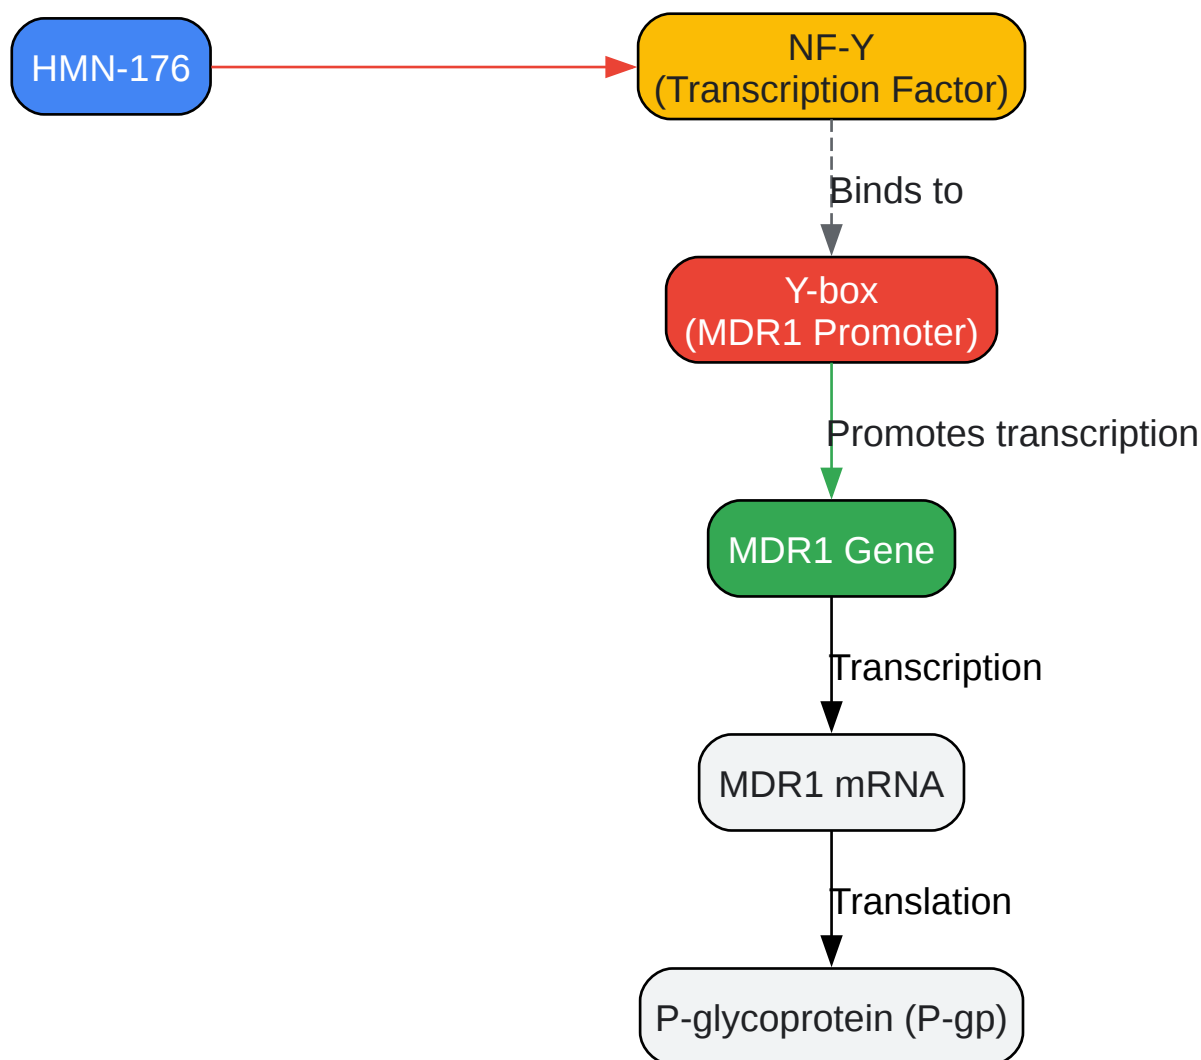 HMN-176
NF-Y
(Transcription Factor)
Binds to
Y-box
(MDR1 Promoter)
Promotes transcription
MDR1 Gene
Transcription
MDR1 mRNA
Translation
P-glycoprotein (P-gp)